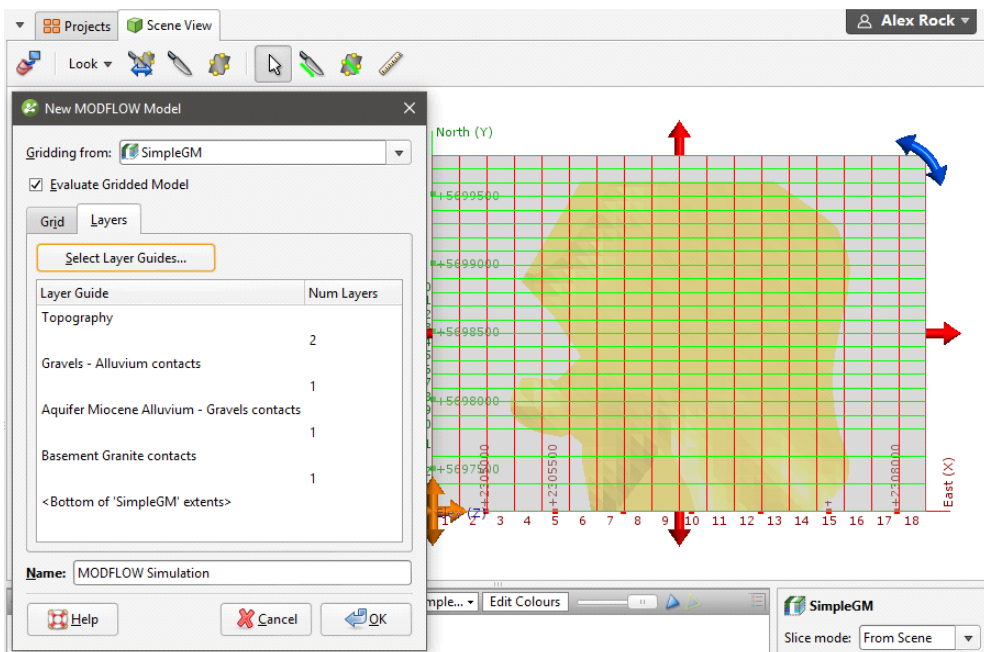 Projects
Scene View
Alex Rock
Look
New MODFLOW Model
Gridding from: SimpleGM
Evaluate Gridded Model
Grid
Layers
Select Layer Guides...
Layer Guide Num Layers
Topography
2
Gravels - Alluvium contacts
1
Aquifer Miocene Alluvium - Gravels contacts
1
Basement Granite contacts
1
<Bottom of 'SimpleGM' extents>
Name: MODFLOW Simulation
Help
Cancel
OK
North (Y)
+5699500
+5699000
+5698500
+5698000
+5697500
+2305000
+2305500
+2308000
East (X)
(Z)
1 2 3 4 5 6 7 8 9 10 11 12 13 14 15 16 17 18
Edit Colours
SimpleGM
Slice mode: From Scene